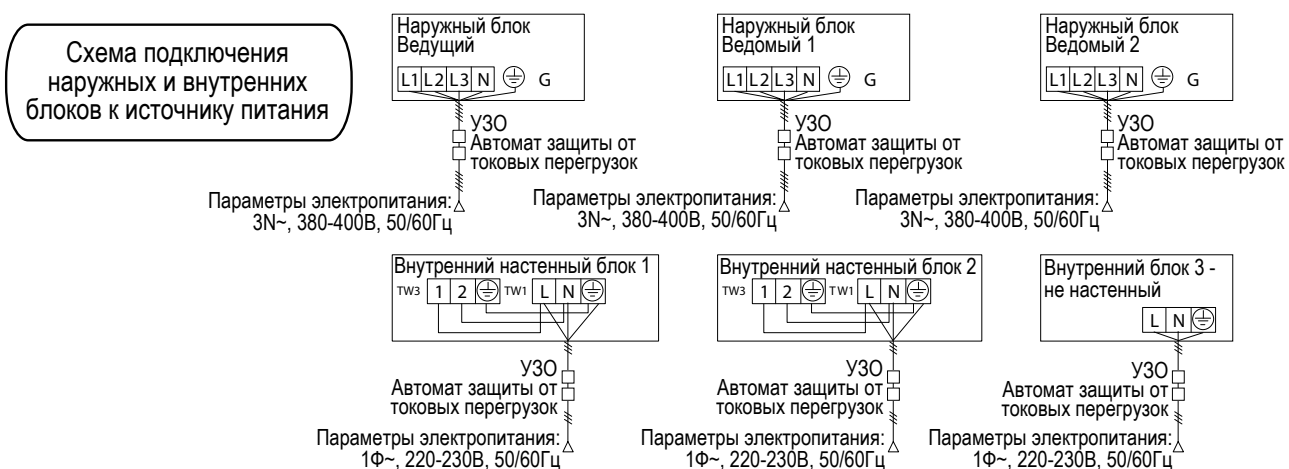 Схема подключения
наружных и внутренних
блоков к источнику питания
Наружный блок
Ведущий
L1 L2 L3 N G
УЗО
Автомат защиты от
токовых перегрузок
Параметры электропитания:
3N~, 380-400В, 50/60Гц
Наружный блок
Ведомый 1
L1 L2 L3 N G
УЗО
Автомат защиты от
токовых перегрузок
Параметры электропитания:
3N~, 380-400В, 50/60Гц
Наружный блок
Ведомый 2
L1 L2 L3 N G
УЗО
Автомат защиты от
токовых перегрузок
Параметры электропитания:
3N~, 380-400В, 50/60Гц
Внутренний настенный блок 1
TW3 1 2 TW1 L N
УЗО
Автомат защиты от
токовых перегрузок
Параметры электропитания:
1Ф~, 220-230В, 50/60Гц
Внутренний настенный блок 2
TW3 1 2 TW1 L N
УЗО
Автомат защиты от
токовых перегрузок
Параметры электропитания:
1Ф~, 220-230В, 50/60Гц
Внутренний блок 3 -
не настенный
L N
УЗО
Автомат защиты от
токовых перегрузок
Параметры электропитания:
1Ф~, 220-230В, 50/60Гц